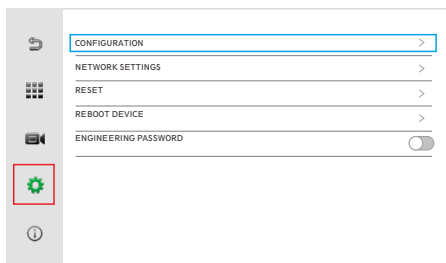 CONFIGURATION
NETWORK SETTINGS
RESET
REBOOT DEVICE
ENGINEERING PASSWORD